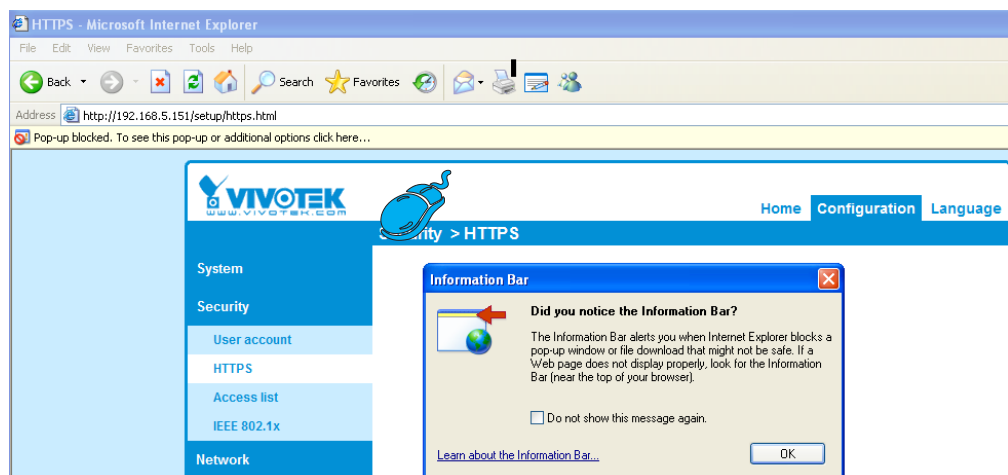 HTTPS - Microsoft Internet Explorer
File Edit View Favorites Tools Help
Back Search Favorites
Address http://192.168.5.151/setup/https.html
Pop-up blocked. To see this pop-up or additional options click here...
VIVOTEK
WWW.VIVOTEK.COM
Home Configuration Language
> HTTPS
System
Security
User account
HTTPS
Access list
IEEE 802.1x
Network
Information Bar
Did you notice the Information Bar?
The Information Bar alerts you when Internet Explorer blocks a
pop-up window or file download that might not be safe. If a
Web page does not display properly, look for the Information
Bar (near the top of your browser).
Do not show this message again.
Learn about the Information Bar...
OK